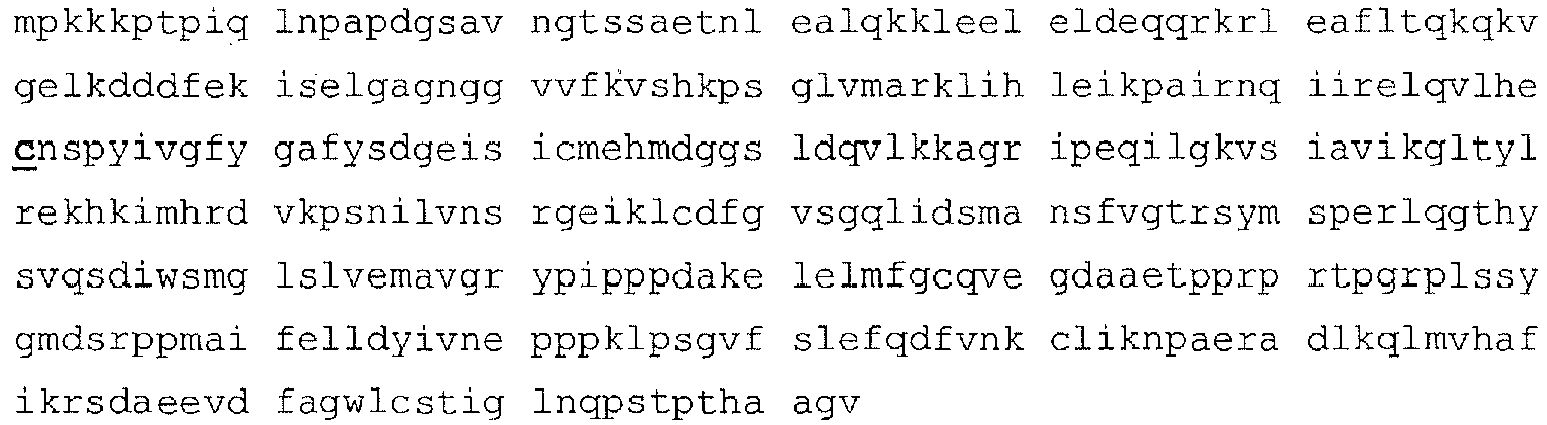 mpkkkptpiq lnpapdgsav ngtssaetnl ealqkkleel eldeqqrkrl eafltqkqkv
gelkdddfek iselgagngg vvfkvshkps glvmarklih leikpairnq iirelqvlhe
cnspyivgfy gafysdgeis icmehmdggs ldqvlkkagr ipeqilgkvs iavikgltyl
rekhkimhrd vkpsnilvns rgeiklcdfg vsgqlidsma nsfvgtrsym sperlqgthy
svqsdiwsmg lslvemavgr ypipppdake lelmfgcqve gdaaetpprp rtpgrplssy
gmdsrppmai felldyivne pppklpsgvf slefqdfvnk cliknpaera dlkqlmvhaf
ikrsdaeevd fagwlcstig lnqpstptha agv